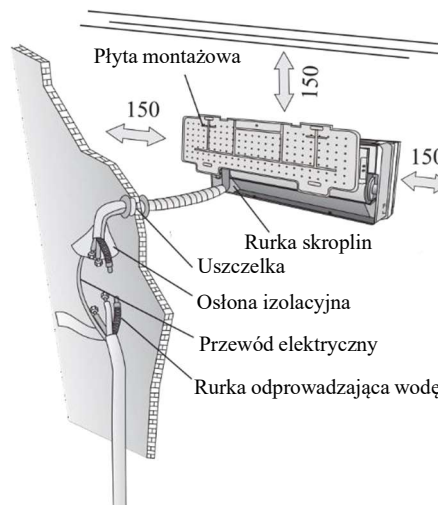 Płyta montażowa
150
150
150
Rurka skroplin
Uszczelka
Osłona izolacyjna
Przewód elektryczny
Rurka odprowadzająca wodę